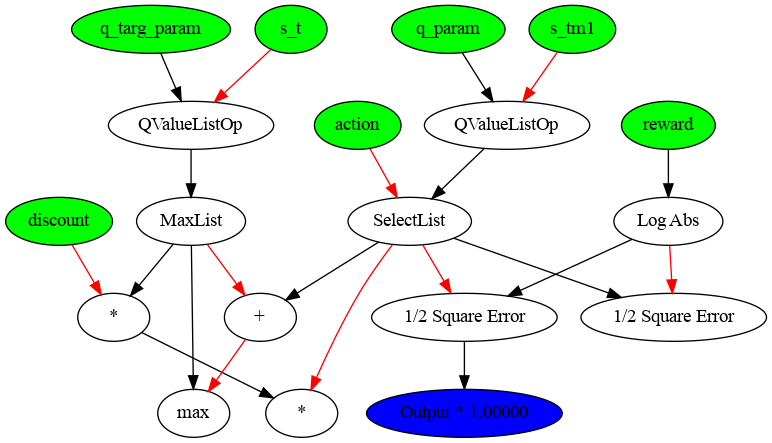 q_targ_param
s_t
q_param
s_tm1
QValueListOp
action
QValueListOp
reward
discount
MaxList
SelectList
Log Abs
*
+
1/2 Square Error
1/2 Square Error
max
*
Output * 1.00000